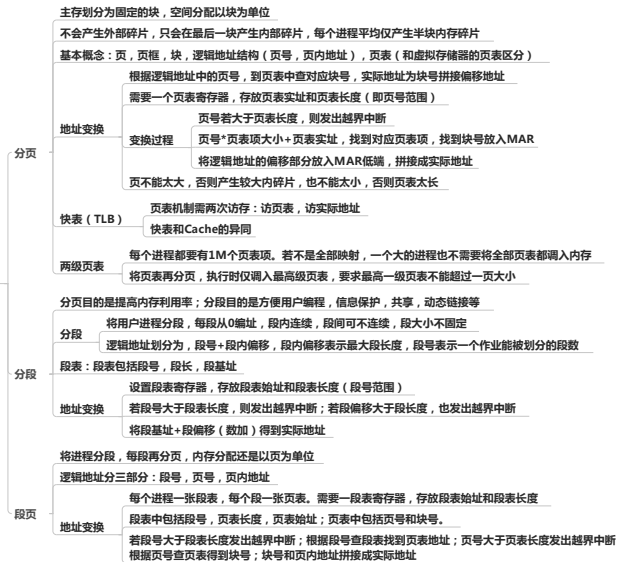 主存划分为固定的块，空间分配以块为单位
不会产生外部碎片，只会在最后一块产生内部碎片，每个进程平均仅产生半块内存碎片
基本概念：页，页框，块，逻辑地址结构（页号，页内地址），页表（和虚拟存储器的页表区分）
根据逻辑地址中的页号，到页表中查对应块号，实际地址为块号拼接偏移地址
需要一个页表寄存器，存放页表实址和页表长度（即页号范围）
地址变换
页号若大于页表长度，则发出越界中断
变换过程
页号*页表项大小+页表实址，找到对应页表项，找到块号放入MAR
将逻辑地址的偏移部分放入MAR低端，拼接成实际地址
分页
页不能太大，否则产生较大内碎片，也不能太小，否则页表太长
快表（TLB）
页表机制需两次访存：访页表，访实际地址
快表和Cache的异同
两级页表
每个进程都要有1M个页表项。若不是全部映射，一个大的进程也不需要将全部页都调入内存
将页表再分页，执行时仅调入最高级页表，要求最高一级页表不能超过一页大小
分页目的是提高内存利用率；分段目的是方便用户编程，信息保护，共享，动态链接等
分段
将用户进程分段，每段从0编址，段内连续，段间可不连续，段大小不固定
逻辑地址划分为，段号+段内偏移，段内偏移表示最大段长度，段号表示一个作业能被划分的段数
分段
段表：段表包括段号，段长，段基址
地址变换
设置段表寄存器，存放段表始址和段表长度（段号范围）
若段号大于段表长度，则发出越界中断；若段偏移大于段长度，也发出越界中断
将段基址+段偏移（数加）得到实际地址
将进程分段，每段再分页，内存分配还是以页为单位
逻辑地址分三部分：段号，页号，页内地址
段页
地址变换
每个进程一张段表，每个段一张页表。需要一段表寄存器，存放段表始址和段表长度
段表中包括段号，页表长度，页表始址；页表中包括页号和块号。
若段号大于段表长度发出越界中断；根据段号查段表找到页表地址；页号大于页表长度发出越界中断
根据页号查页表得到块号；块号和页内地址拼接成实际地址